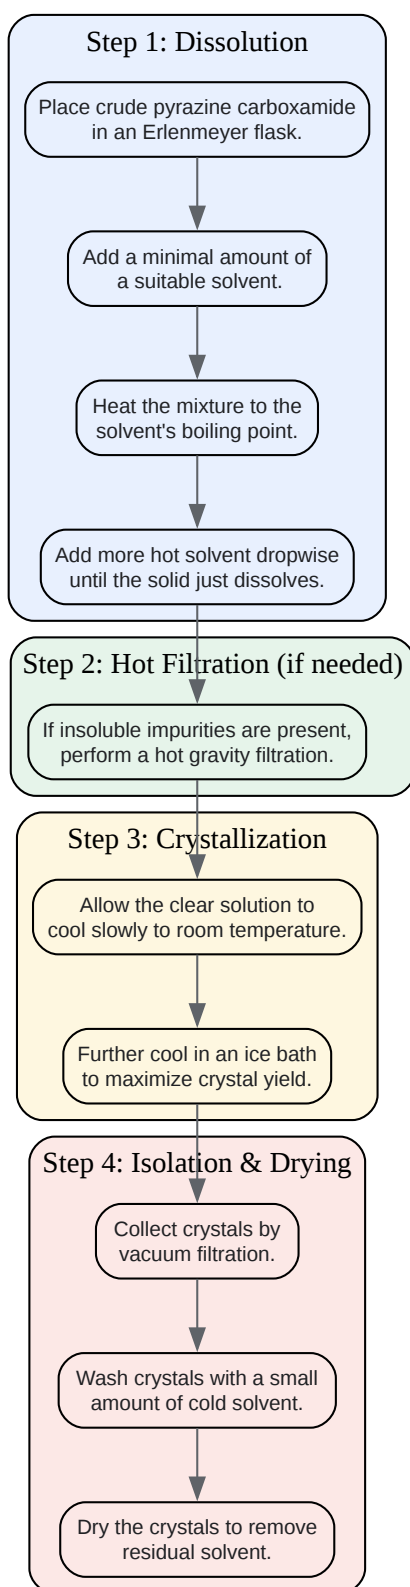 Step 1: Dissolution
Place crude pyrazine carboxamide
in an Erlenmeyer flask.
Add a minimal amount of
a suitable solvent.
Heat the mixture to the
solvent's boiling point.
Add more hot solvent dropwise
until the solid just dissolves.
Step 2: Hot Filtration (if needed)
If insoluble impurities are present,
perform a hot gravity filtration.
Step 3: Crystallization
Allow the clear solution to
cool slowly to room temperature.
Further cool in an ice bath
to maximize crystal yield.
Step 4: Isolation & Drying
Collect crystals by
vacuum filtration.
Wash crystals with a small
amount of cold solvent.
Dry the crystals to remove
residual solvent.